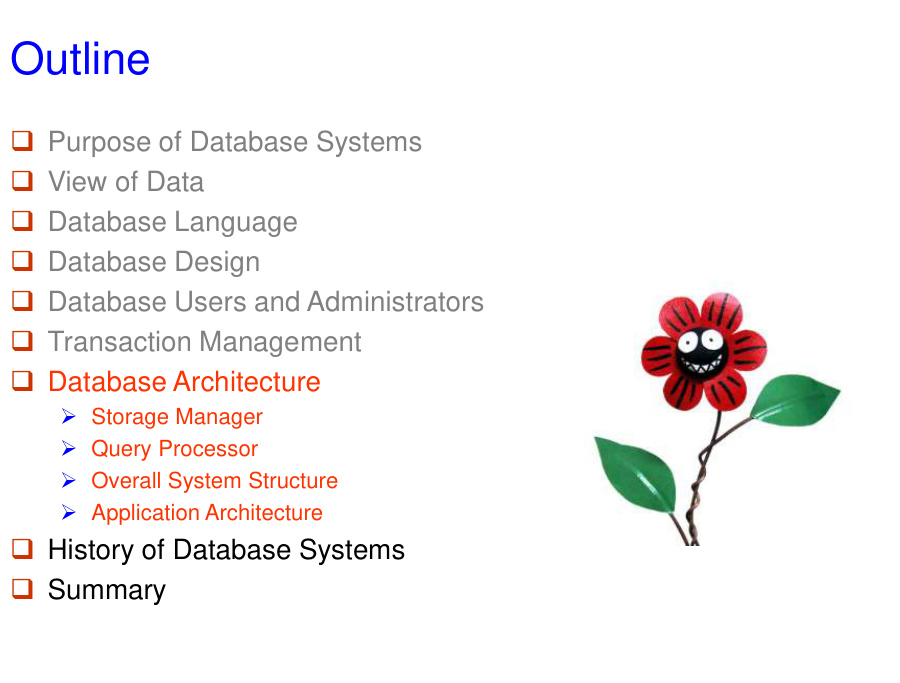 Outline
Purpose of Database Systems
View of Data
Database Language
Database Design
Database Users and Administrators
Transaction Management
Database Architecture
Storage Manager
Query Processor
Overall System Structure
Application Architecture
History of Database Systems
Summary